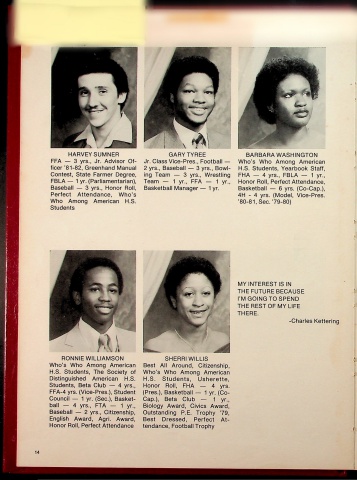 HARVEY SUMNER
FFA — 3 yrs., Jr. Advisor Of-
ficer '81-82, Greenhand Manual
Contest, State Farmer Degree,
FBLA — 1yr. (Parliamentarian),
Baseball — 3 yrs., Honor Roll,
Perfect Attendance, Who's
Who Among American H.S.
Students
GARY TYREE
Jr. Class Vice-Pres., Football —
2 yrs., Baseball — 3 yrs., Bowl-
ing Team — 3 yrs., Wrestling
Team — 1 yr., FFA — 1 yr.,
Basketball Manager — 1 yr.
BARBARA WASHINGTON
Who's Who Among American
H.S. Students, Yearbook Staff,
FHA — 4 yrs., FBLA — 1 yr.,
Honor Roll, Perfect Attendance,
Basketball — 6 yrs. (Co-Cap.),
4H - 4 yrs. (Model, Vice-Pres.
'80-81, Sec. '79-80)
RONNIE WILLIAMSON
Who's Who Among American
H.S. Students, The Society of
Distinguished American H.S.
Students, Beta Club — 4 yrs.,
FFA-4 yrs. (Vice-Pres.), Student
Council — 1 yr. (Sec.), Basket-
ball — 4 yrs., FTA — 1 yr.,
Baseball — 2 yrs., Citizenship,
English Award, Agri. Award,
Honor Roll, Perfect Attendance
SHERRI WILLIS
Best All Around, Citizenship,
Who's Who Among American
H.S. Students, Usherette,
Honor Roll, FHA — 4 yrs.
(Pres.), Basketball — 1 yr. (Co-
Cap.), Beta Club — 1 yr.,
Biology Award, Civics Award,
Outstanding P.E. Trophy '79,
Best Dressed, Perfect At-
tendance, Football Trophy
MY INTEREST IS IN
THE FUTURE BECAUSE
I'M GOING TO SPEND
THE REST OF MY LIFE
THERE.
-Charles Kettering
14